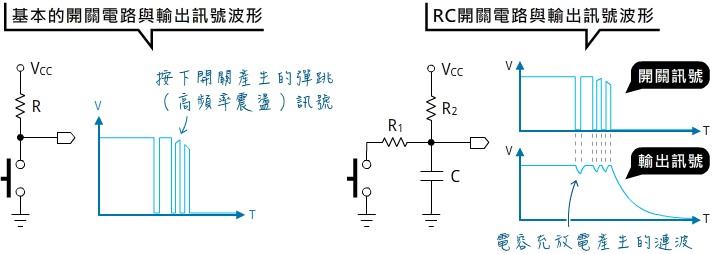 基本的開關電路與輸出訊號波形
VCC
R
按下開關產生的彈跳
（高頻率震盪）訊號
V
T
RC開關電路與輸出訊號波形
VCC
R1
R2
C
V
開關訊號
T
V
輸出訊號
T
電容充放電產生的漣波